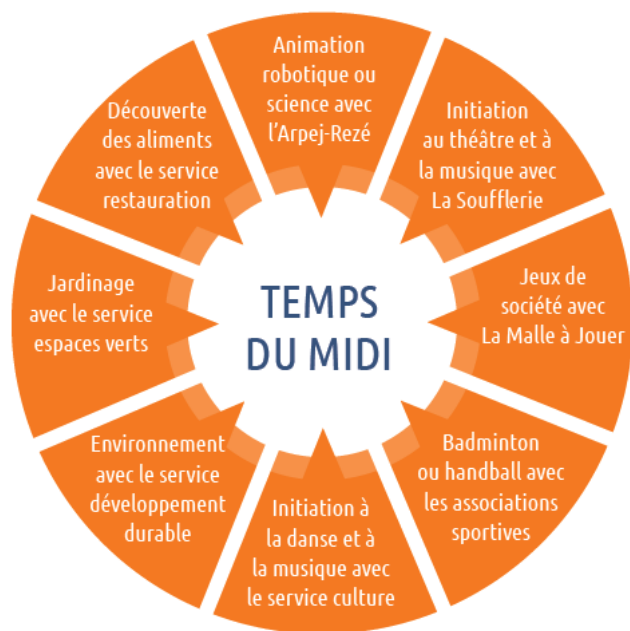 Animation
robotique ou
science avec
l'Arpej-Rezé
Initiation
au théâtre et à
la musique avec
La Soufflerie
Jeux de
société avec
La Malle à Jouer
Badminton
ou handball avec
les associations
sportives
Initiation à
la danse et à
la musique avec
le service culture
Environnement
avec le service
développement
durable
Jardinage
avec le service
espaces verts
Découverte
des aliments
avec le service
restauration
TEMPS
DU MIDI